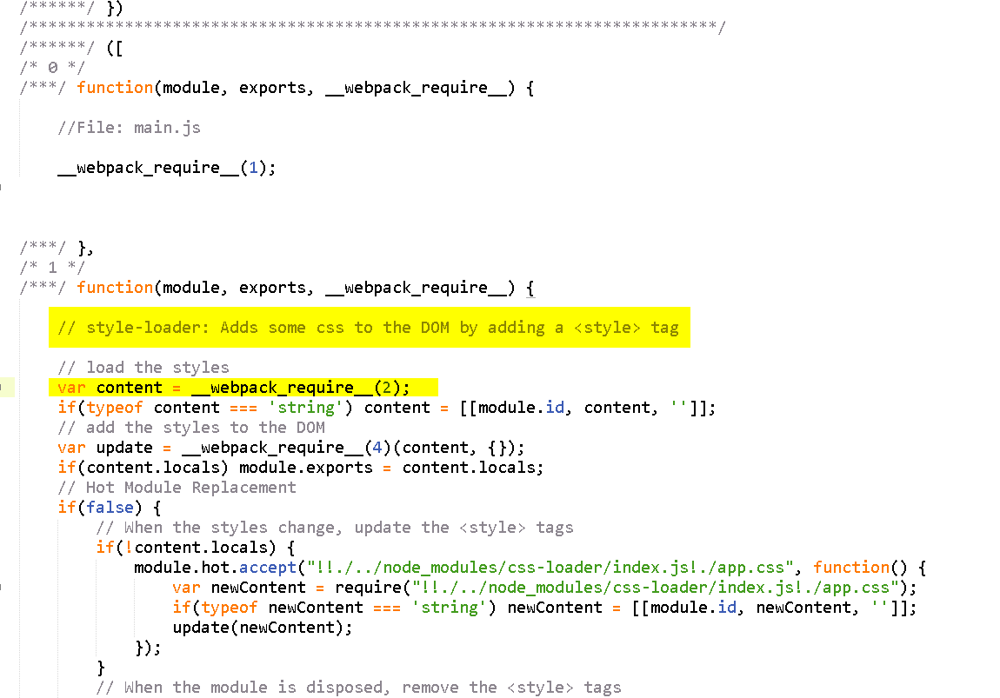 /******/ })
/************************************************************************/
/******/ ([
/* 0 */
/***/ function(module, exports, __webpack_require__) {
//File: main.js
__webpack_require__(1);
/***/ },
/* 1 */
/***/ function(module, exports, __webpack_require__) {
// style-loader: Adds some css to the DOM by adding a <style> tag
// load the styles
var content = __webpack_require__(2);
if(typeof content === 'string') content = [[module.id, content, '']];
// add the styles to the DOM
var update = __webpack_require__(4)(content, {});
if(content.locals) module.exports = content.locals;
// Hot Module Replacement
if(false) {
// When the styles change, update the <style> tags
if(!content.locals) {
module.hot.accept("!!./../node_modules/css-loader/index.js!./app.css", function() {
var newContent = require("!!./../node_modules/css-loader/index.js!./app.css");
if(typeof newContent === 'string') newContent = [[module.id, newContent, '']];
update(newContent);
});
}
// When the module is disposed, remove the <style> tags